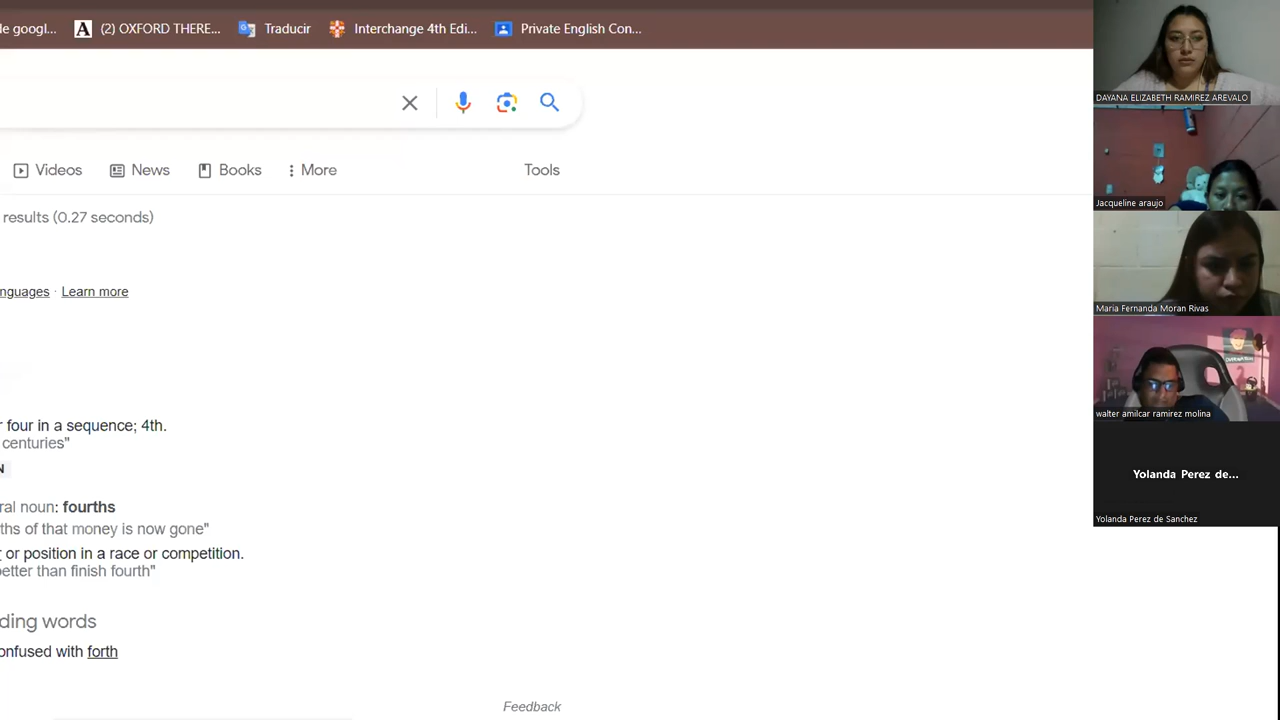 le googl...
(2) OXFORD THERE...
Traducir
Interchange 4th Edi...
Private English Con...
Videos
News
Books
More
Tools
results (0.27 seconds)
nguages · Learn more
r four in a sequence; 4th.
centuries"
N
ral noun: fourths
ths of that money is now gone"
r or position in a race or competition.
etter than finish fourth"
ding words
onfused with forth
Feedback
DAYANA ELIZABETH RAMIREZ AREVALO
Jacqueline araujo
Maria Fernanda Moran Rivas
walter amilcar ramirez molina
Yolanda Perez de...
Yolanda Perez de Sanchez